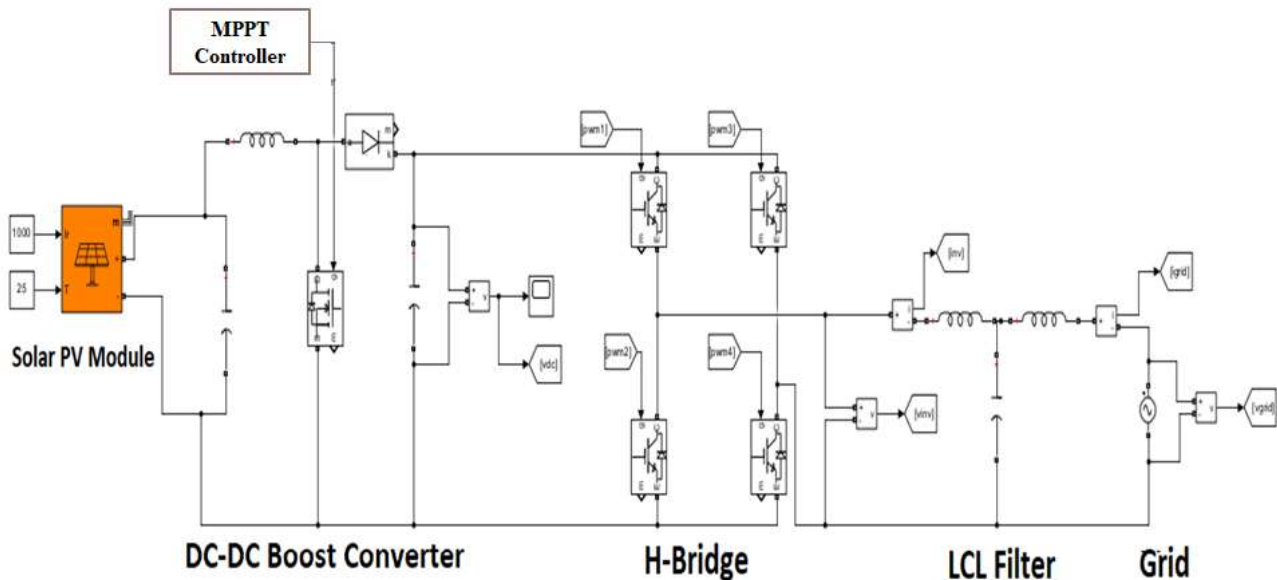 MPPT
Controller
[pwm1]
[pwm3]
1000
Ir
m
+
-
25
T
Solar PV Module
a
m
k
g
C
m
E
g
C
m
E
[inv]
[igrid]
+
-
v
[vdc]
[pwm2]
[pwm4]
i
+
-
i
+
-
+
-
v
[vinv]
+
-
v
[vgrid]
g
C
m
E
g
C
m
E
DC-DC Boost Converter
H-Bridge
LCL Filter
Grid